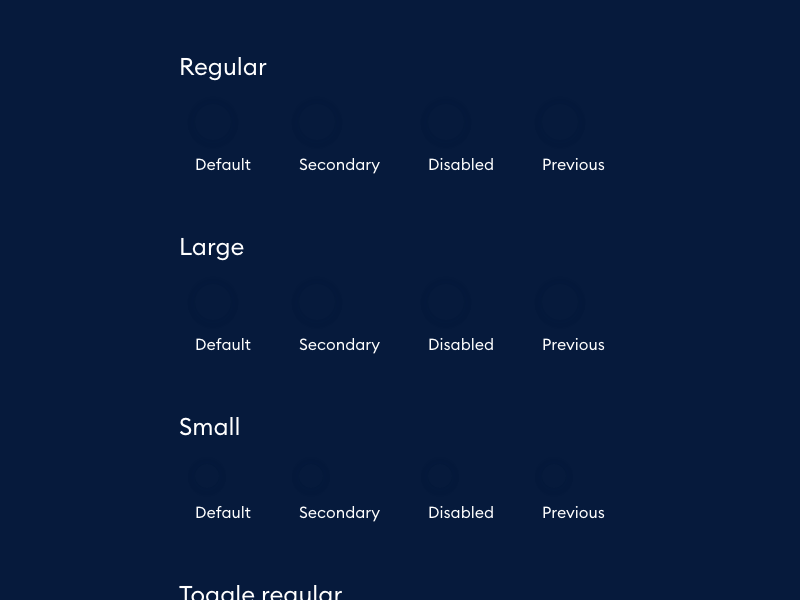 Regular
Default Secondary Disabled Previous
Large
Default Secondary Disabled Previous
Small
Default Secondary Disabled Previous
Toggle regular